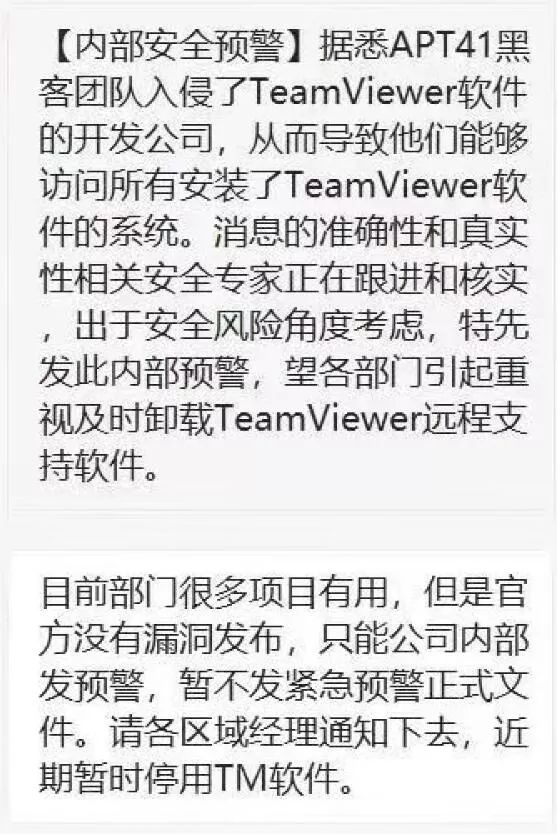 【内部安全预警】据悉APT41黑
客团队入侵了TeamViewer软件
的开发公司，从而导致他们能够
访问所有安装了TeamViewer软
件的系统。消息的准确性和真实
性相关安全专家正在跟进和核实
，出于安全风险角度考虑，特先
发此内部预警，望各部门引起重
视及时卸载TeamViewer远程支
持软件。
目前部门很多项目有用，但是官
方没有漏洞发布，只能公司内部
发预警，暂不发紧急预警正式文
件。请各区域经理通知下去，近
期暂时停用TM软件。